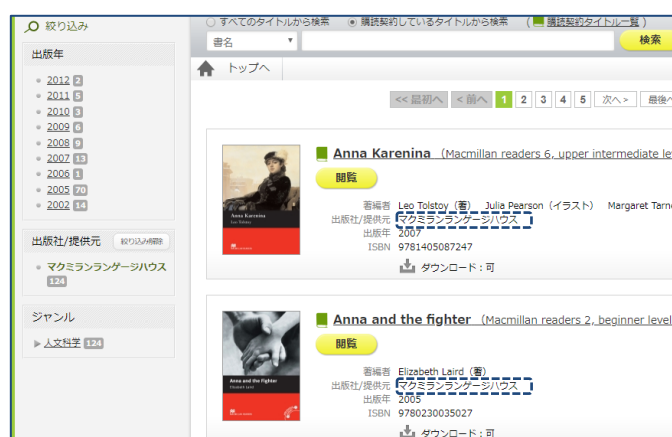 絞り込み
出版年
2012 2
2011 5
2010 3
2009 6
2008 9
2007 13
2006 1
2005 70
2002 14
出版社/提供元 絞り込み解除
マクミランランゲージハウス
124
ジャンル
人文科学 124
すべてのタイトルから検索 購読契約しているタイトルから検索 ( 購読契約タイトル一覧 )
書名 検索
トップへ
<< 最初へ < 前へ 1 2 3 4 5 次へ > 最後へ
Anna Karenina (Macmillan readers 6, upper intermediate le
閲覧
著編者 Leo Tolstoy (著) Julia Pearson (イラスト) Margaret Tarn
出版社/提供元 マクミランランゲージハウス
出版年 2007
ISBN 9781405087247
ダウンロード : 可
Anna Karenina
Leo Tolstoy
Anna and the fighter (Macmillan readers 2, beginner level
閲覧
著編者 Elizabeth Laird (著)
出版社/提供元 マクミランランゲージハウス
出版年 2005
ISBN 9780230035027
ダウンロード : 可
Anna and the Fighter
Elizabeth Laird